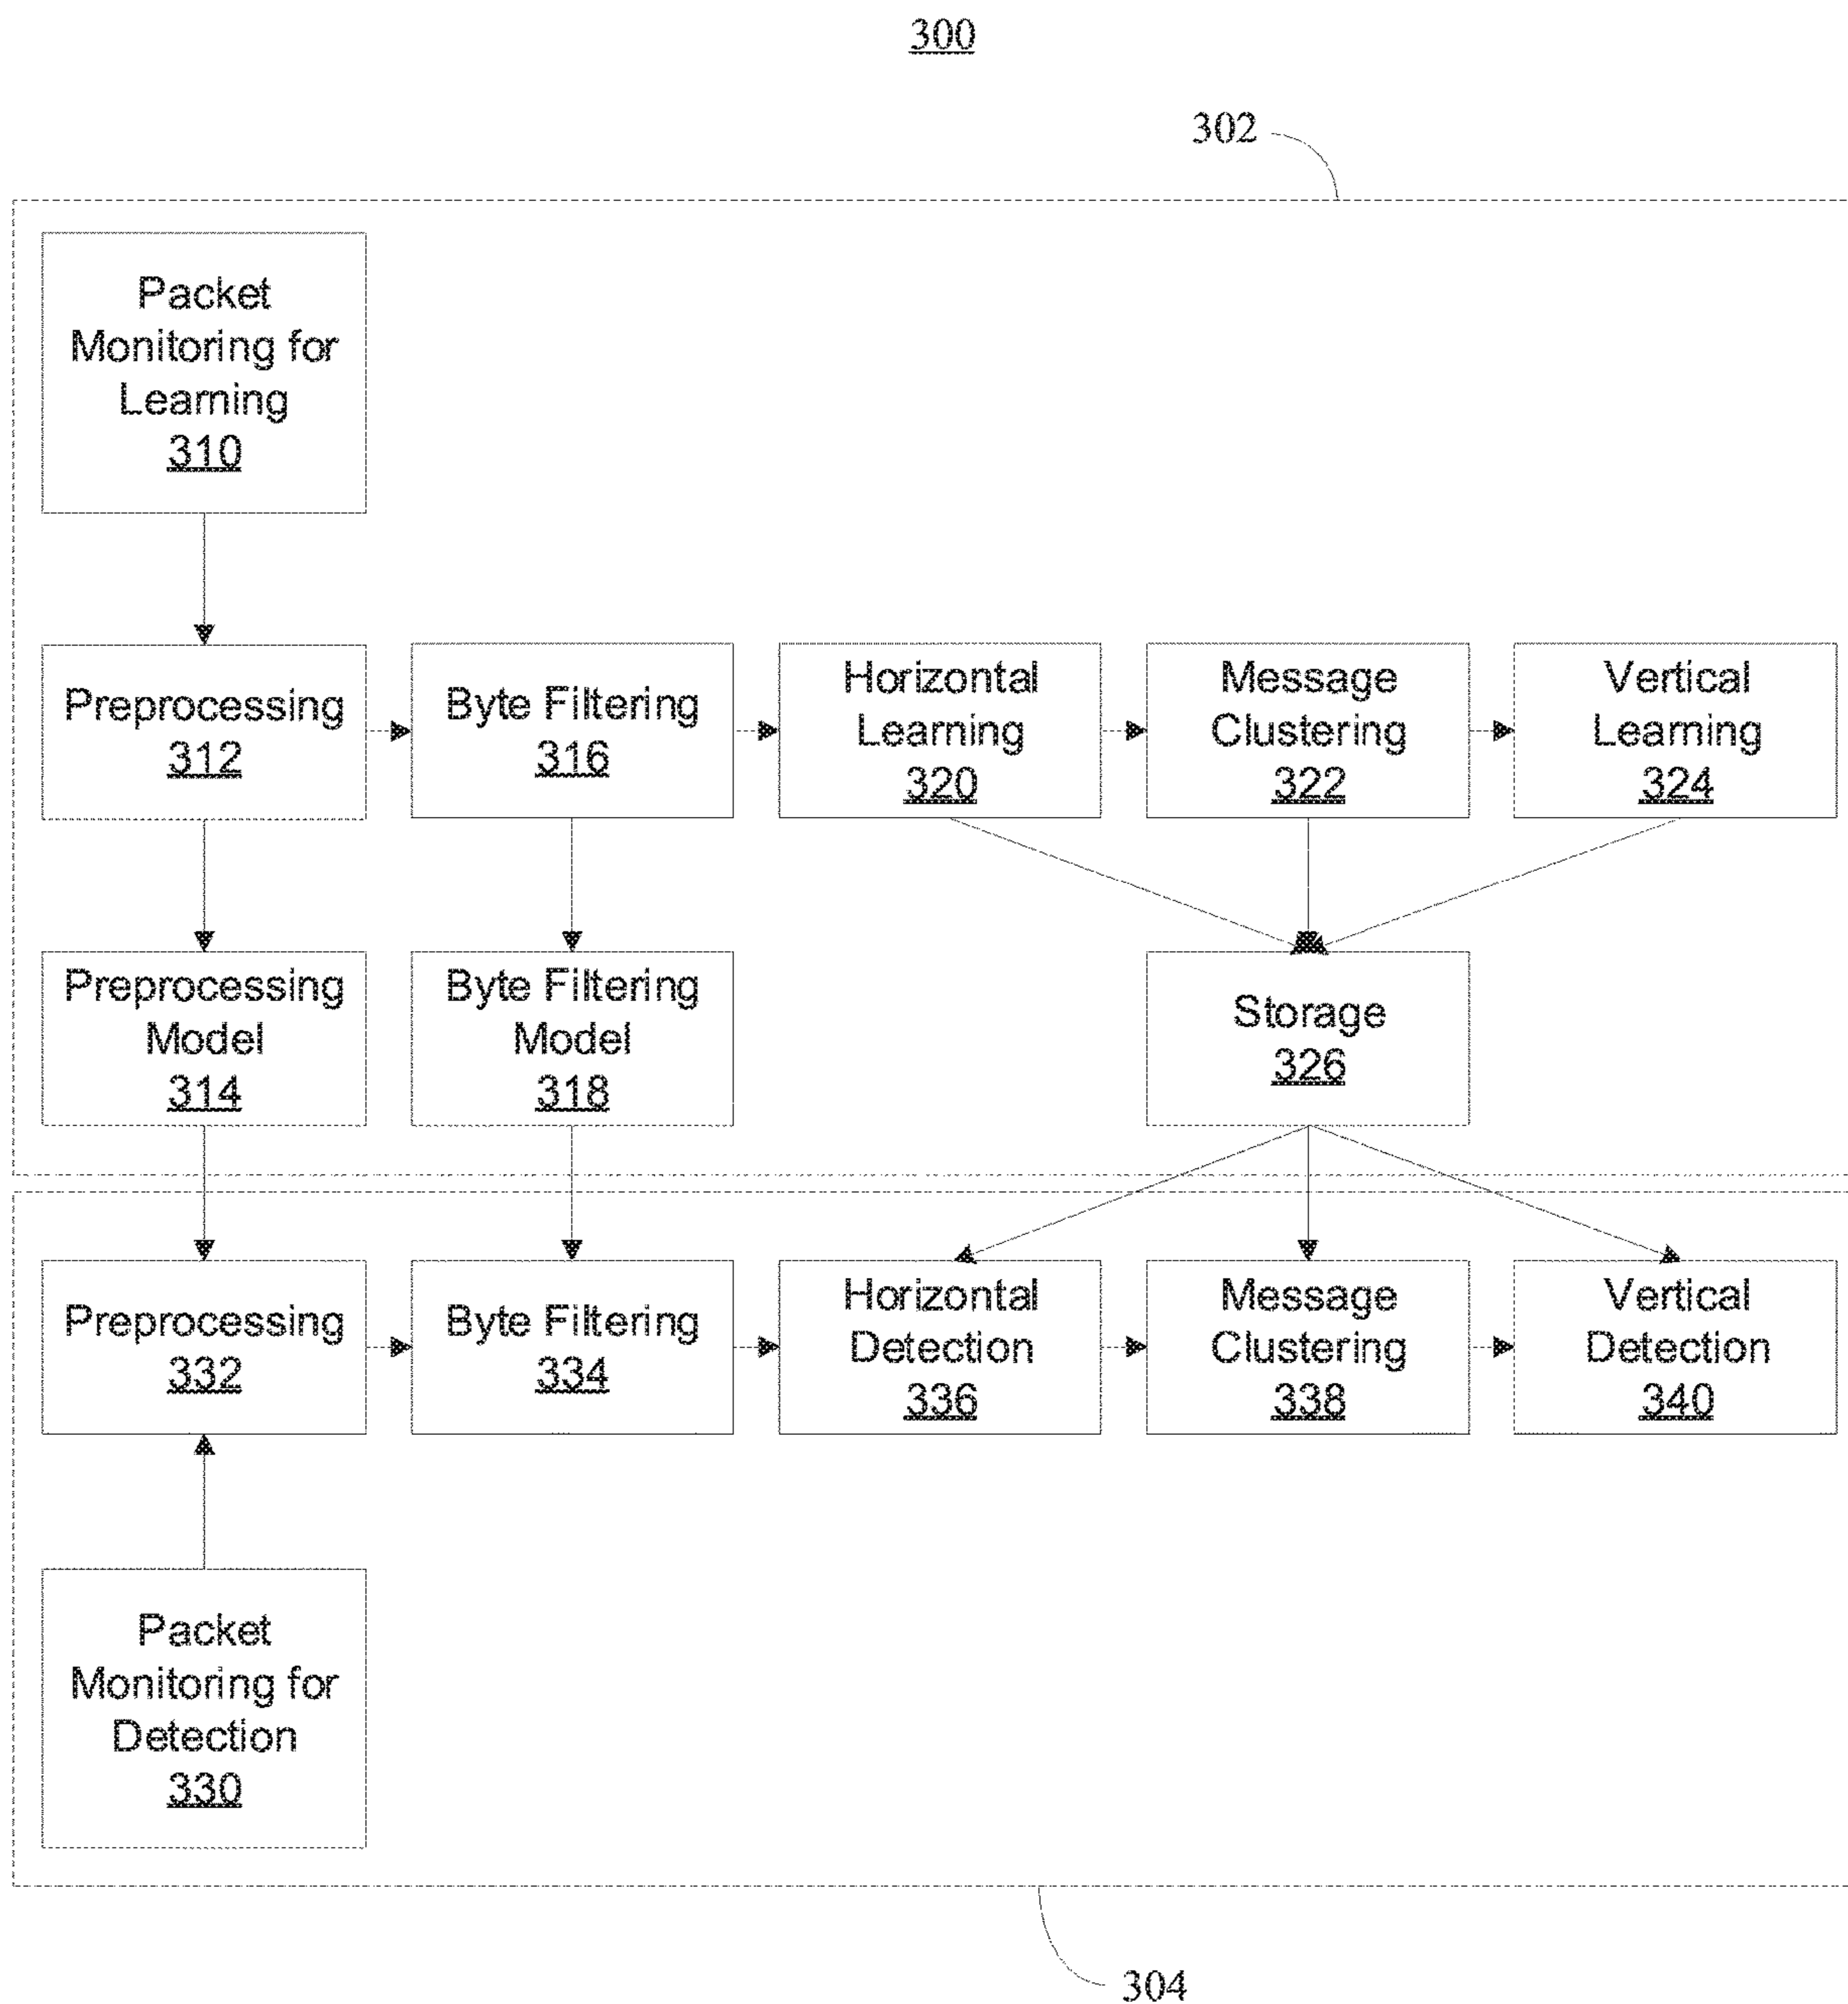 300
302
Packet
Monitoring for
Learning
310
Preprocessing
312
Byte Filtering
316
Horizontal
Learning
320
Message
Clustering
322
Vertical
Learning
324
Preprocessing
Model
314
Byte Filtering
Model
318
Storage
326
Preprocessing
332
Byte Filtering
334
Horizontal
Detection
336
Message
Clustering
338
Vertical
Detection
340
Packet
Monitoring for
Detection
330
304